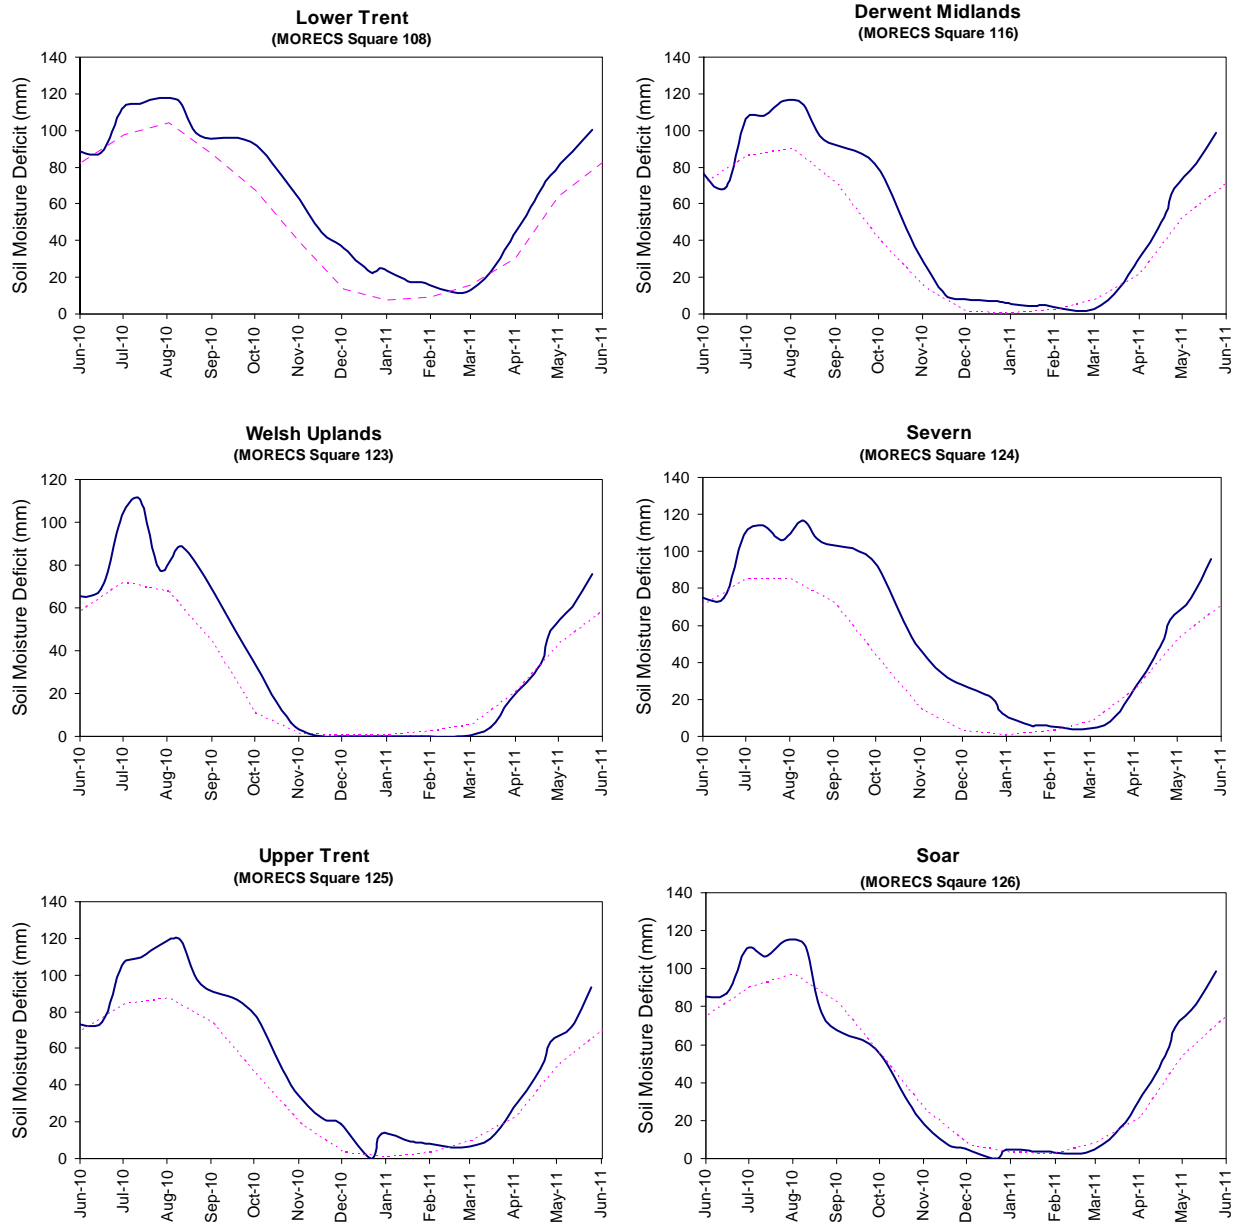 Lower Trent
(MORECS Square 108)
Soil Moisture Deficit (mm)
140
120
100
80
60
40
20
0
Jun-10
Jul-10
Aug-10
Sep-10
Oct-10
Nov-10
Dec-10
Jan-11
Feb-11
Mar-11
Apr-11
May-11
Jun-11
Derwent Midlands
(MORECS Square 116)
Soil Moisture Deficit (mm)
140
120
100
80
60
40
20
0
Jun-10
Jul-10
Aug-10
Sep-10
Oct-10
Nov-10
Dec-10
Jan-11
Feb-11
Mar-11
Apr-11
May-11
Jun-11
Welsh Uplands
(MORECS Square 123)
Soil Moisture Deficit (mm)
120
100
80
60
40
20
0
Jun-10
Jul-10
Aug-10
Sep-10
Oct-10
Nov-10
Dec-10
Jan-11
Feb-11
Mar-11
Apr-11
May-11
Jun-11
Severn
(MORECS Square 124)
Soil Moisture Deficit (mm)
140
120
100
80
60
40
20
0
Jun-10
Jul-10
Aug-10
Sep-10
Oct-10
Nov-10
Dec-10
Jan-11
Feb-11
Mar-11
Apr-11
May-11
Jun-11
Upper Trent
(MORECS Square 125)
Soil Moisture Deficit (mm)
140
120
100
80
60
40
20
0
Jun-10
Jul-10
Aug-10
Sep-10
Oct-10
Nov-10
Dec-10
Jan-11
Feb-11
Mar-11
Apr-11
May-11
Jun-11
Soar
(MORECS Sqaure 126)
Soil Moisture Deficit (mm)
140
120
100
80
60
40
20
0
Jun-10
Jul-10
Aug-10
Sep-10
Oct-10
Nov-10
Dec-10
Jan-11
Feb-11
Mar-11
Apr-11
May-11
Jun-11